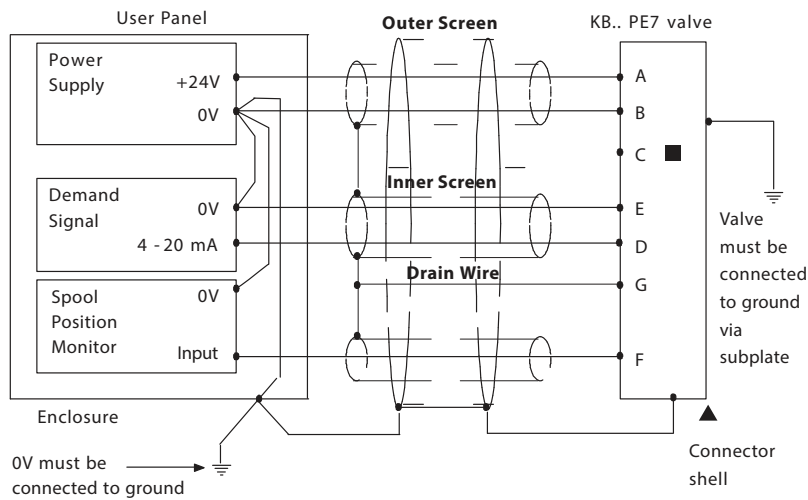 User Panel
Outer Screen
KB.. PE7 valve
Power
Supply
+24V
0V
A
B
C
Inner Screen
Demand
Signal
0V
4 - 20 mA
E
D
Drain Wire
G
0V
Spool
Position
Monitor
Input
F
Valve
must be
connected
to ground
via
subplate
Enclosure
0V must be
connected to ground
Connector
shell